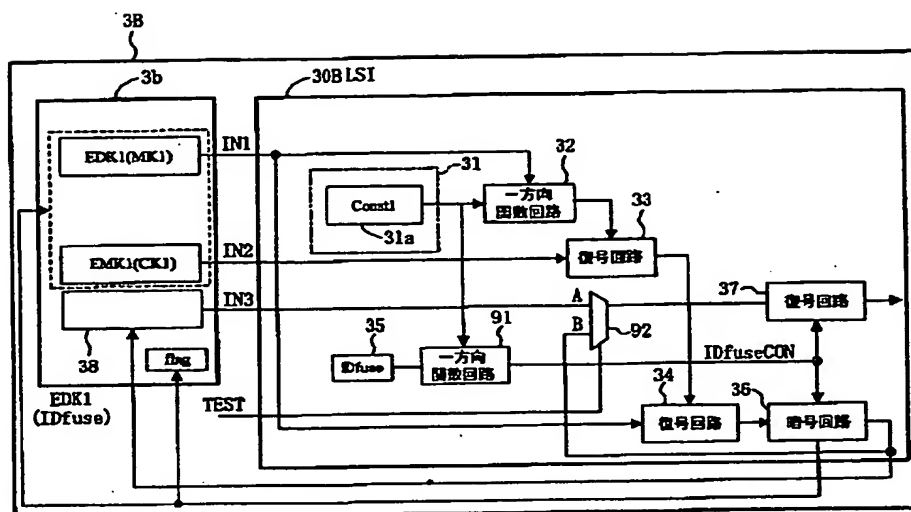 3B
3b
30B LSI
EDK1(MK1)
IN1
31
32
Const1
31a
一方向
関数回路
33
EMK1(CK1)
IN2
復号回路
IN3
A
37
復号回路
38
35
91
B
92
IDfuse
一方向
関数回路
IDfuseCON
flag
EDK1
(IDfuse)
TEST
34
36
復号回路
暗号回路